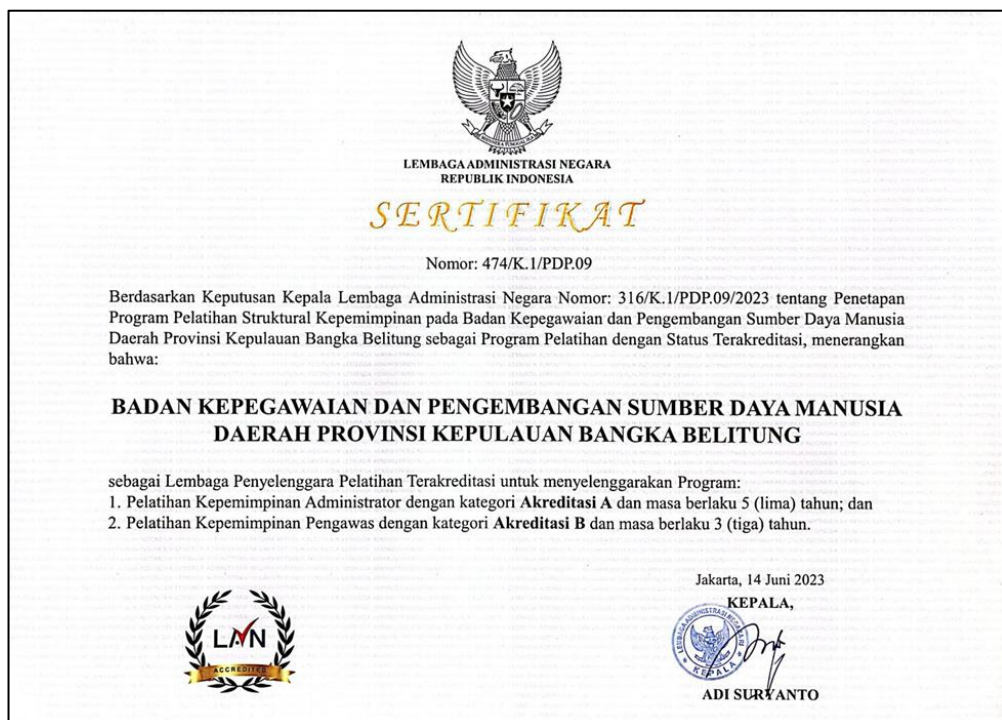 LEMBAGA ADMINISTRASI NEGARA
REPUBLIK INDONESIA
SERTIFIKAT
Nomor: 474/K.1/PDP.09
Berdasarkan Keputusan Kepala Lembaga Administrasi Negara Nomor: 316/K.1/PDP.09/2023 tentang Penetapan
Program Pelatihan Struktural Kepemimpinan pada Badan Kepegawaian dan Pengembangan Sumber Daya Manusia
Daerah Provinsi Kepulauan Bangka Belitung sebagai Program Pelatihan dengan Status Terakreditasi, menerangkan
bahwa:
BADAN KEPEGAWAIAN DAN PENGEMBANGAN SUMBER DAYA MANUSIA
DAERAH PROVINSI KEPULAUAN BANGKA BELITUNG
sebagai Lembaga Penyelenggara Pelatihan Terakreditasi untuk menyelenggarakan Program:
1. Pelatihan Kepemimpinan Administrator dengan kategori Akreditasi A dan masa berlaku 5 (lima) tahun; dan
2. Pelatihan Kepemimpinan Pengawas dengan kategori Akreditasi B dan masa berlaku 3 (tiga) tahun.
Jakarta, 14 Juni 2023
KEPALA,
LAN
ACCREDITED
LEMBAGA ADMINISTRASI NEGARA RI
KEPALA
ADI SURYANTO